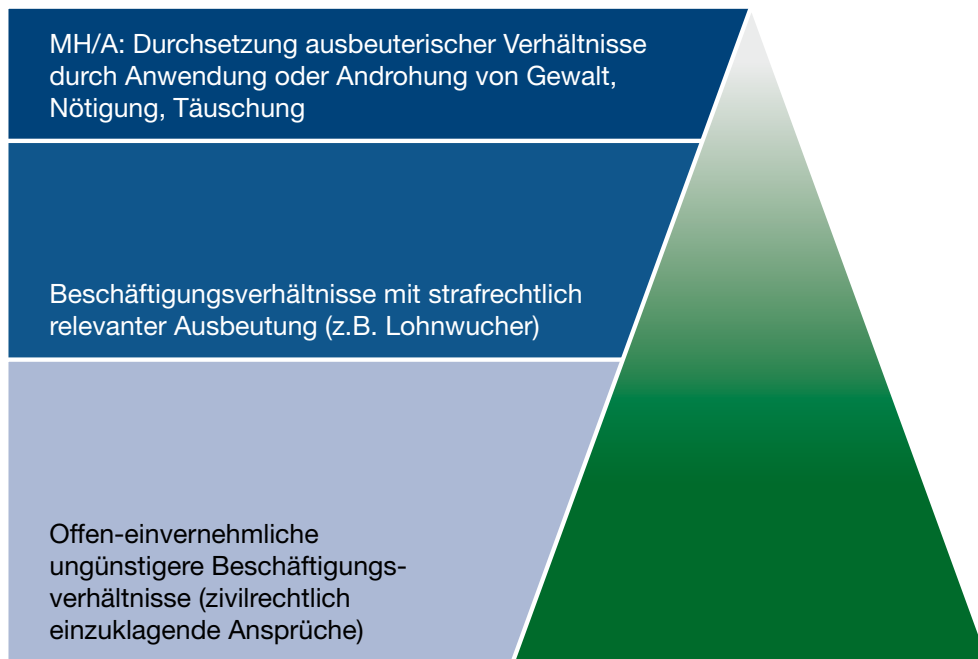 MH/A: Durchsetzung ausbeuterischer Verhältnisse
durch Anwendung oder Androhung von Gewalt,
Nötigung, Täuschung
Beschäftigungsverhältnisse mit strafrechtlich
relevanter Ausbeutung (z.B. Lohnwucher)
Offen-einvernehmliche
ungünstigere Beschäftigungs-
verhältnisse (zivilrechtlich
einzuklagende Ansprüche)